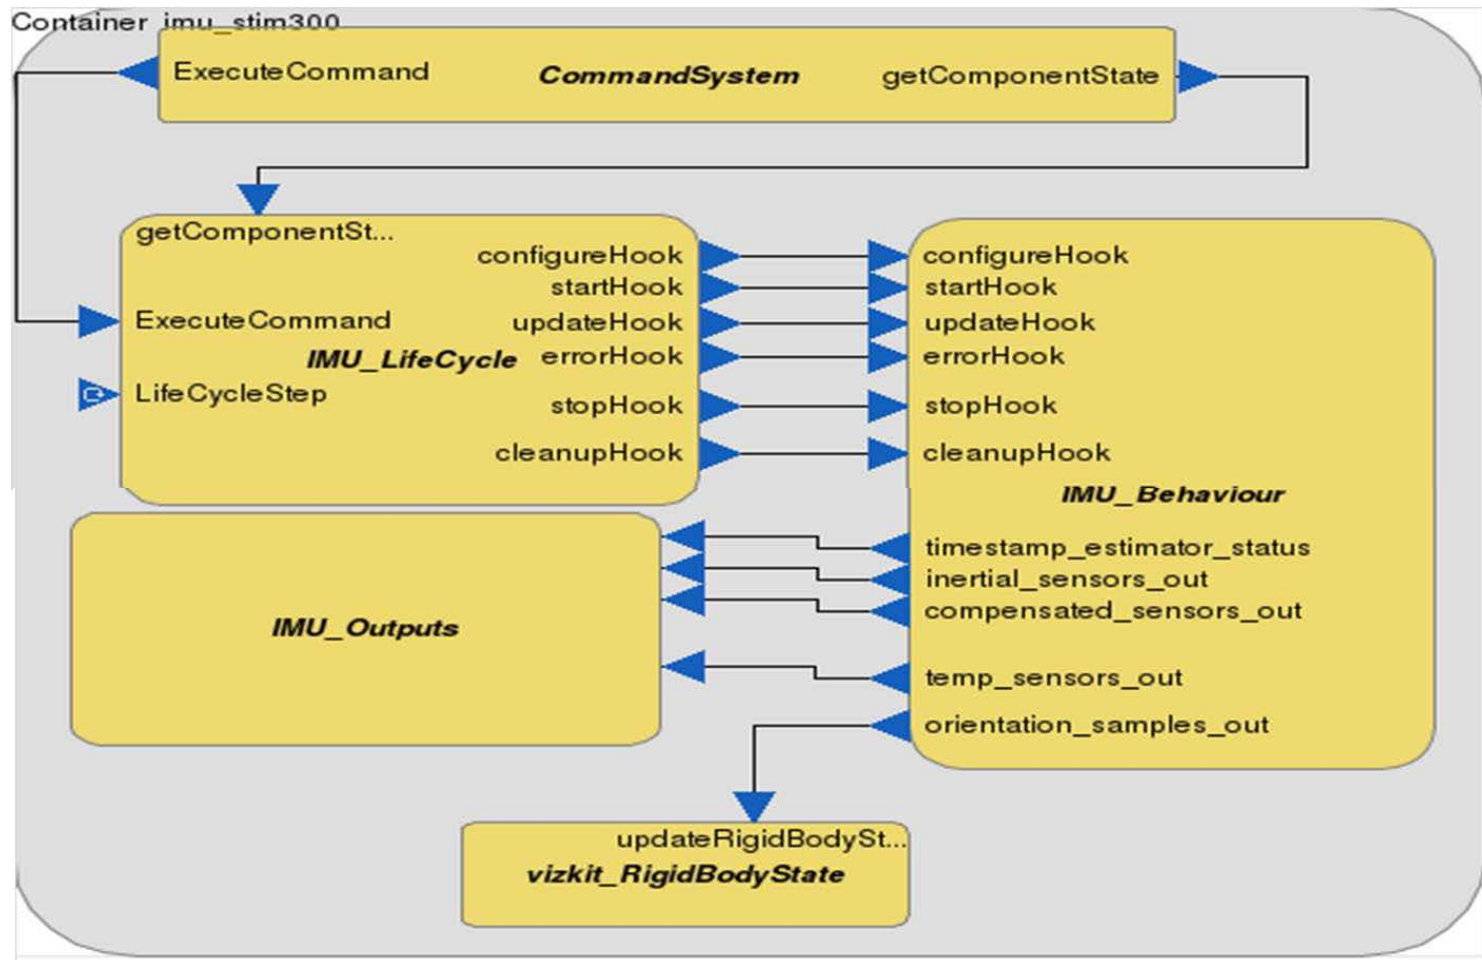 Container imu_stim300
ExecuteCommand CommandSystem getComponentState
getComponentSt...
configureHook
startHook
updateHook
errorHook
stopHook
cleanupHook
ExecuteCommand
IMU_LifeCycle
LifeCycleStep
configureHook
startHook
updateHook
errorHook
stopHook
cleanupHook
IMU_Behaviour
timestamp_estimator_status
inertial_sensors_out
compensated_sensors_out
temp_sensors_out
orientation_samples_out
IMU_Outputs
updateRigidBodySt...
vizkit_RigidBodyState